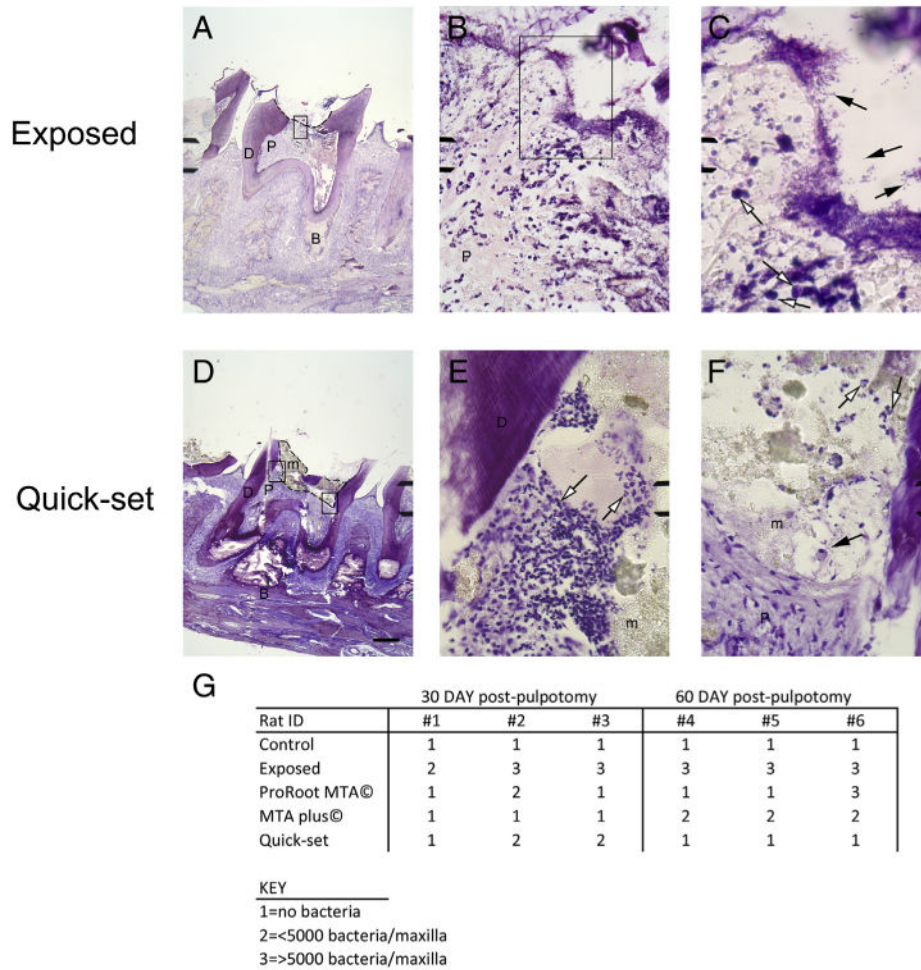 A
B
C
Exposed
D
P
B
P
D
E
F
Quick-set
D
P
m
B
D
m
m
P
G
30 DAY post-pulpotomy 60 DAY post-pulpotomy
Rat ID #1 #2 #3 #4 #5 #6
Control 1 1 1 1 1 1
Exposed 2 3 3 3 3 3
ProRoot MTA© 1 2 1 1 1 3
MTA plus© 1 1 1 2 2 2
Quick-set 1 2 2 1 1 1
KEY
1=no bacteria
2=<5000 bacteria/maxilla
3=>5000 bacteria/maxilla